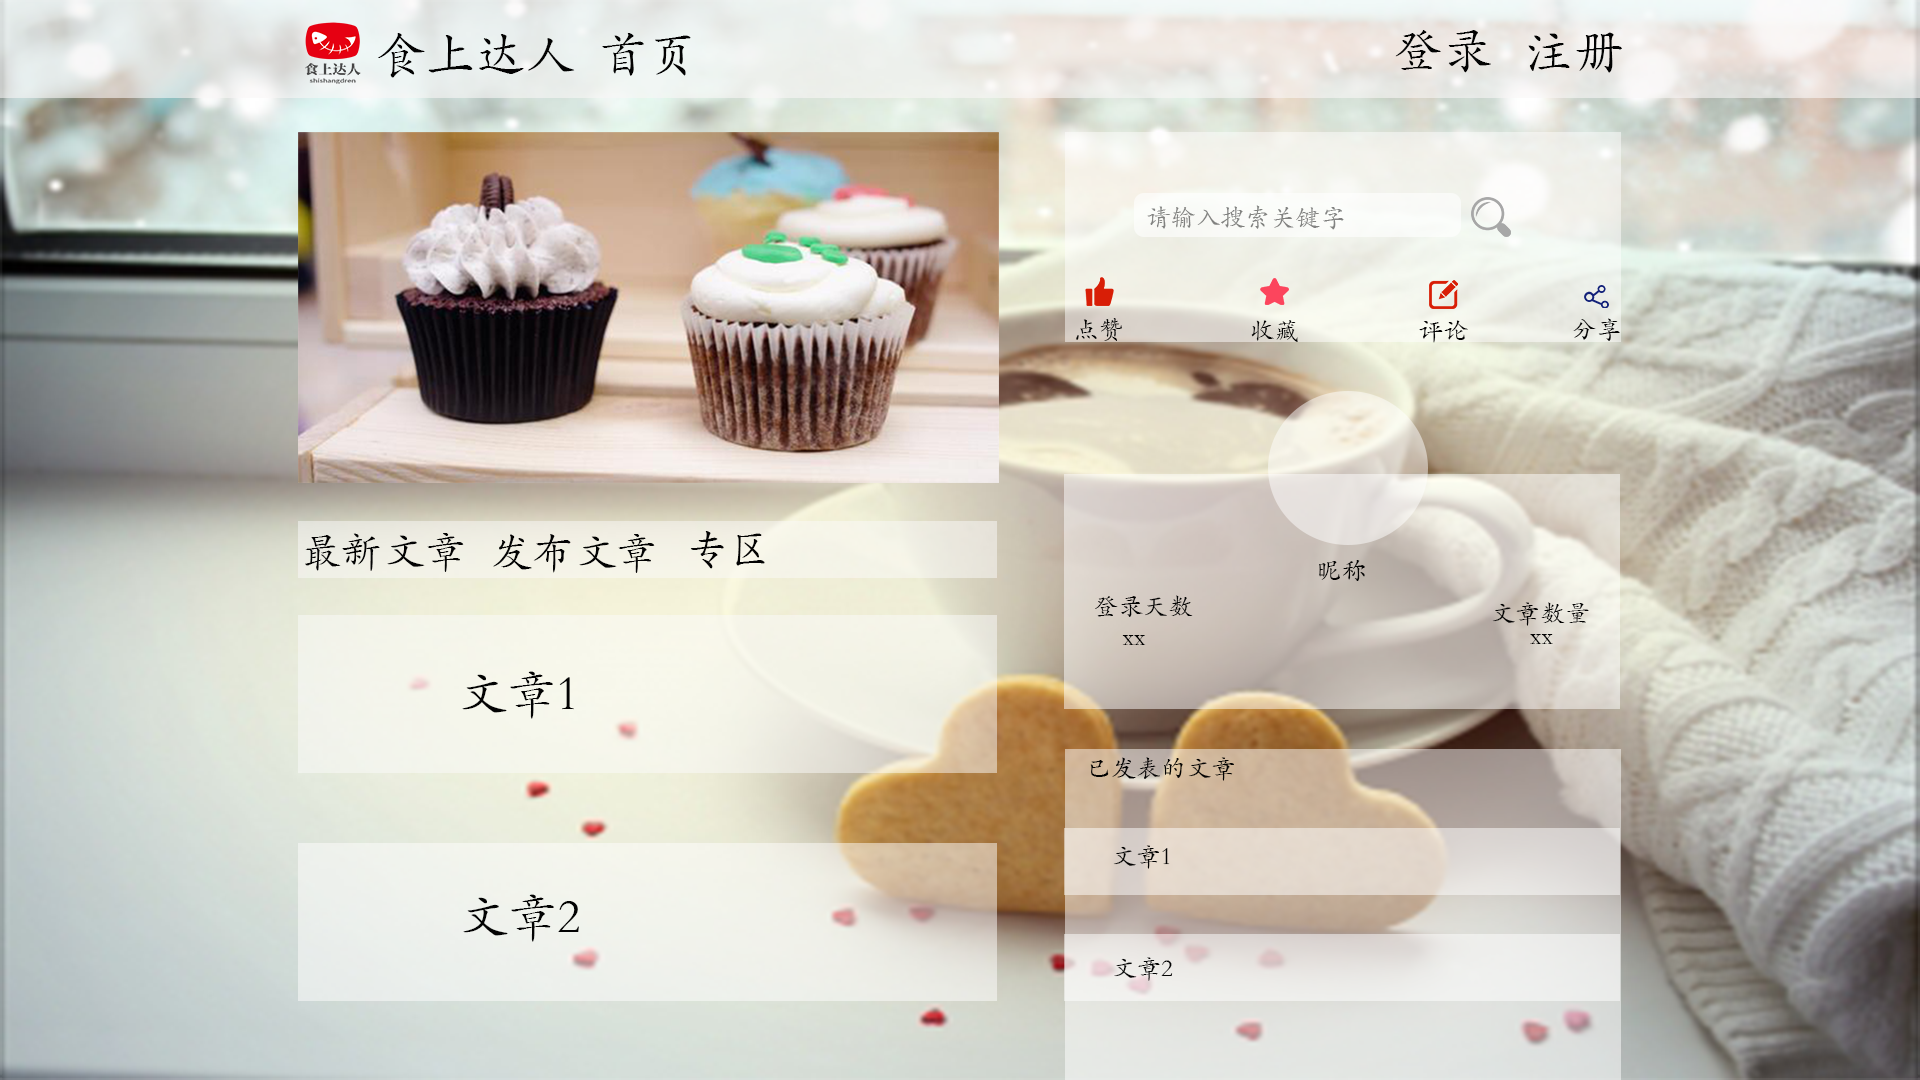 食上达人 首页
登录 注册
食上达人
shishangdren
请输入搜索关键字
点赞 收藏 评论 分享
最新文章 发布文章 专区
文章1
文章2
昵称
登录天数
xx
文章数量
xx
已发表的文章
文章1
文章2